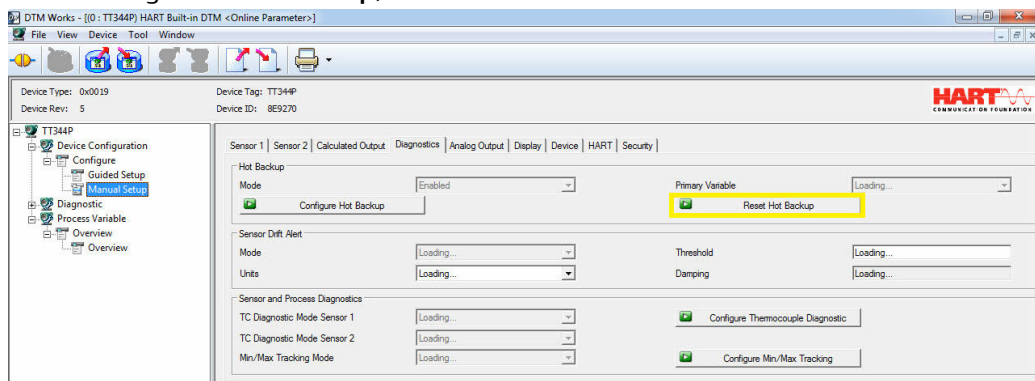 DTM Works - [(0 : TT344P) HART Built-in DTM <Online Parameter>]
File View Device Tool Window
Device Type: 0x0019
Device Tag: TT344P
Device Rev: 5
Device ID: 8E9270
HART
COMMUNICATION FOUNDATION
TT344P
Device Configuration
Configure
Guided Setup
Manual Setup
Diagnostic
Process Variable
Overview
Overview
Sensor 1 | Sensor 2 | Calculated Output | Diagnostics | Analog Output | Display | Device | HART | Security
Hot Backup
Mode Enabled Primary Variable Loading...
Configure Hot Backup Reset Hot Backup
Sensor Drift Alert
Mode Loading... Threshold Loading...
Units Loading... Damping Loading...
Sensor and Process Diagnostics
TC Diagnostic Mode Sensor 1 Loading... Configure Thermocouple Diagnostic
TC Diagnostic Mode Sensor 2 Loading...
Min/Max Tracking Mode Loading... Configure Min/Max Tracking